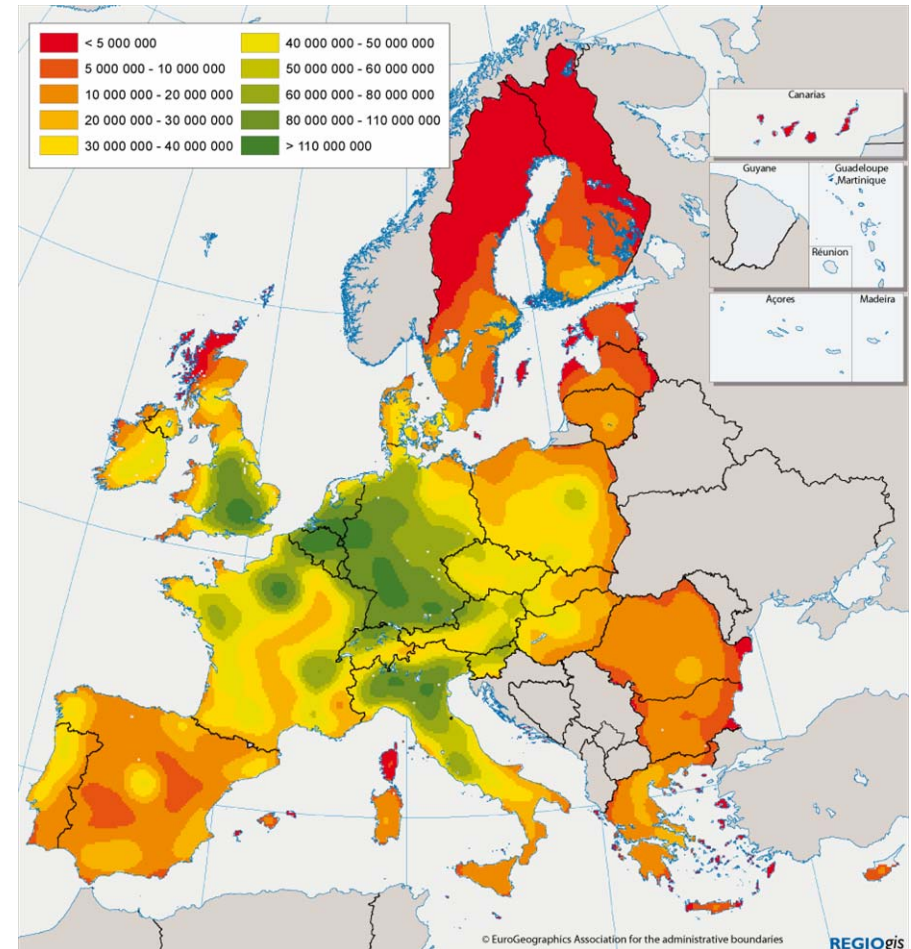 < 5 000 000
5 000 000 - 10 000 000
10 000 000 - 20 000 000
20 000 000 - 30 000 000
30 000 000 - 40 000 000
40 000 000 - 50 000 000
50 000 000 - 60 000 000
60 000 000 - 80 000 000
80 000 000 - 110 000 000
> 110 000 000
Canarias
Guyane
Guadeloupe
Martinique
Réunion
Açores
Madeira
© EuroGeographics Association for the administrative boundaries
REGIOgis